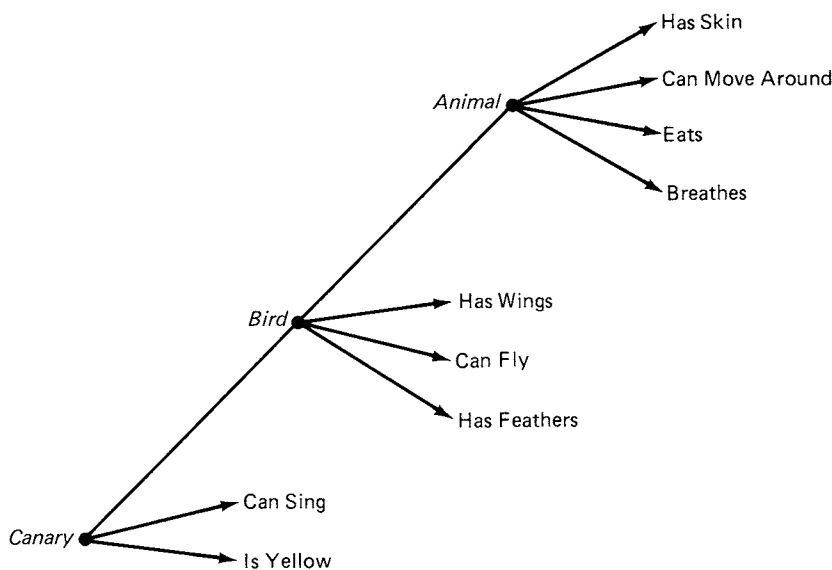 Has Skin
Animal
Can Move Around
Eats
Breathes
Has Wings
Bird
Can Fly
Has Feathers
Can Sing
Canary
Is Yellow